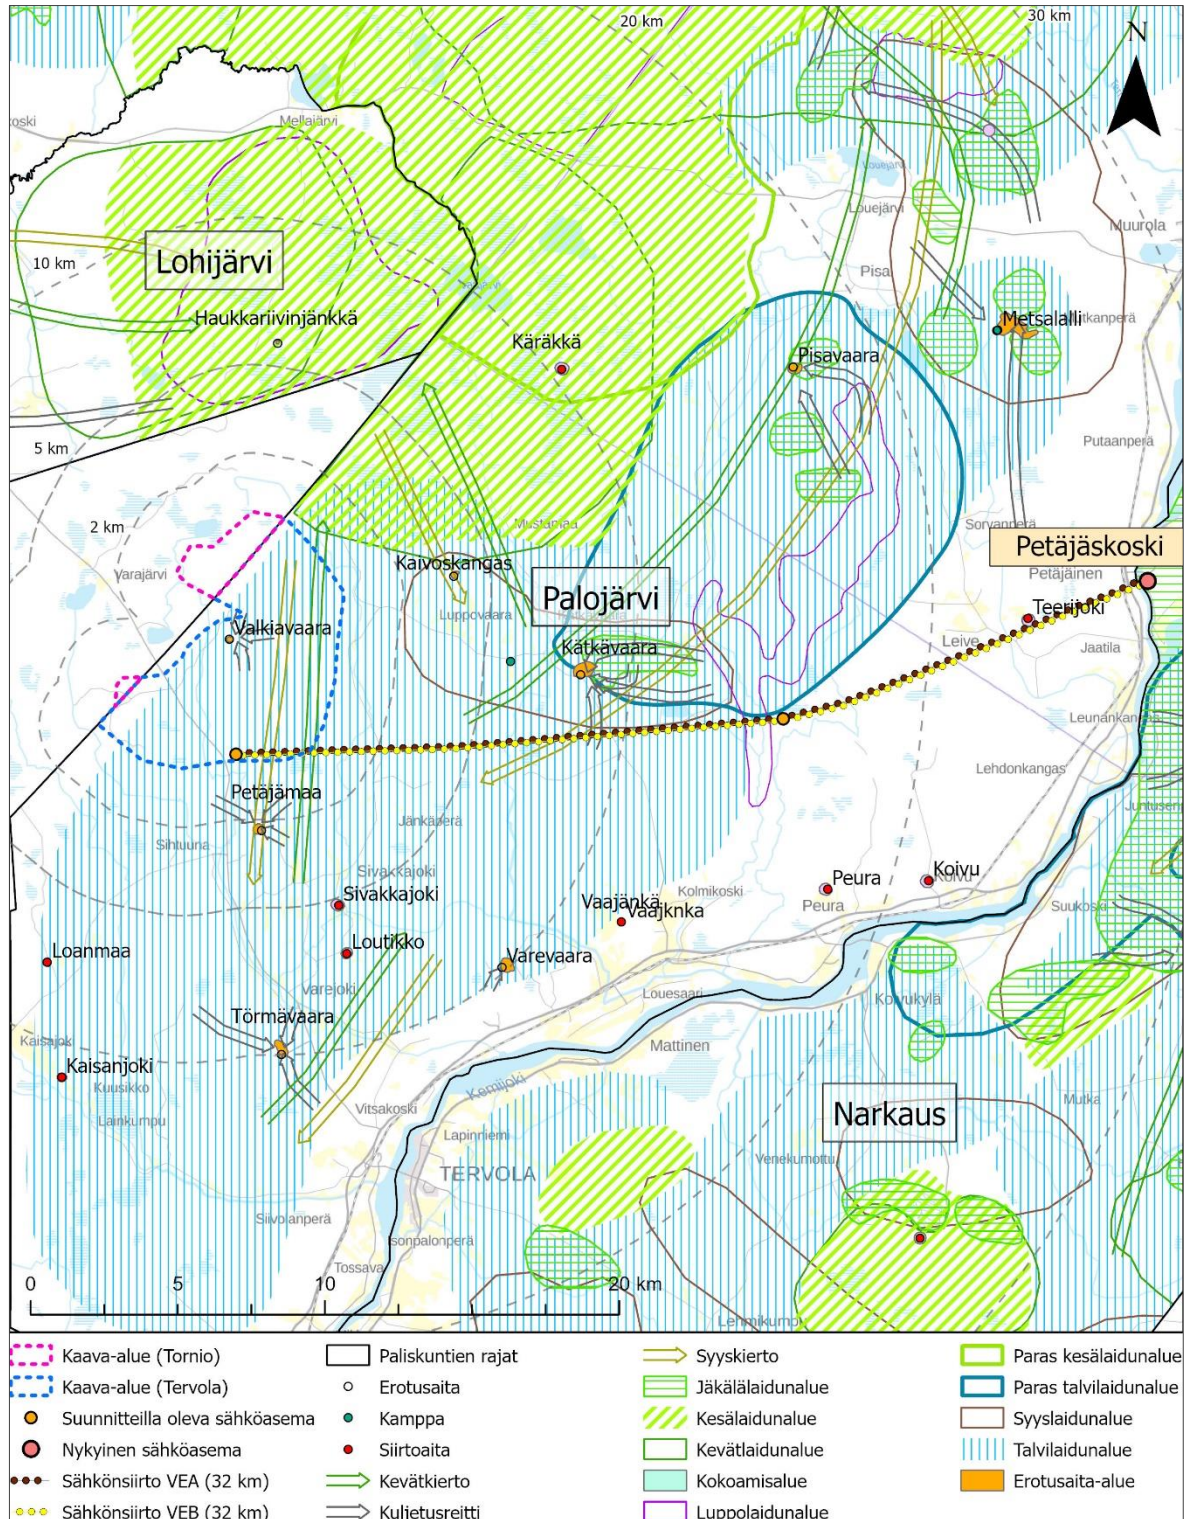 20 km
30 km
N
koski
Mellajärvi
Louejärvi
Louejärvi
Muurola
10 km
Lohijärvi
Pisa
Haukkariivinjänkkä
Metsalalli
Käräkkä
Pisavaara
5 km
Putaanperä
2 km
Mustamaa
Sorvanperä
Petäjäskoski
Varajärvi
Kaivoskangas
Petäjäinen
Palojärvi
Luppovaara
Teerijoki
Valkiavaara
Kätkävaara
Leive
Jaatila
Leunankangas
Lehdonkangas
Petäjämaa
Sihtuuna
Jänkäperä
Sivakkajoki
Sivakkajoki
Kolmikoski
Peura
Koivu
Koivu
Vaajänkä
Vaajknka
Peura
Suukoski
Loanmaa
Loutikko
Varevaara
varejoki
Louesaari
Koivukylä
Törmävaara
Mattinen
Kaisanjoki
Kuusikko
Kemijoki
Lainkumpu
Vitsakoski
Narkaus
Mutka
Lapinniemi
Venekumottu
TERVOLA
Siivolanperä
Isonpalonperä
Tossava
0 5 10 20 km
Kaava-alue (Tornio)
Kaava-alue (Tervola)
Suunnitteilla oleva sähköasema
Nykyinen sähköasema
Sähkönsiirto VEA (32 km)
Sähkönsiirto VEB (32 km)
Paliskuntien rajat
Erotusaita
Kamppa
Siirtoaita
Kevätkierto
Kuljetusreitti
Syyskierto
Jäkälälaidunalue
Kesälaidunalue
Kevätlaidunalue
Kokoamisalue
Luppolaidunalue
Paras kesälaidunalue
Paras talvilaidunalue
Syyslaidunalue
Talvilaidunalue
Erotusaita-alue